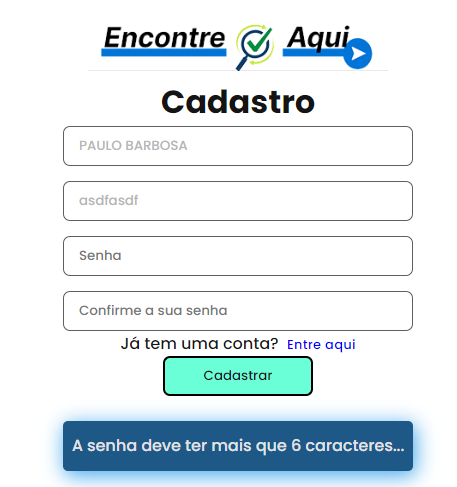 Encontre Aqui
Cadastro
PAULO BARBOSA
asdfasdf
Senha
Confirme a sua senha
Já tem uma conta? Entre aqui
Cadastrar
A senha deve ter mais que 6 caracteres...